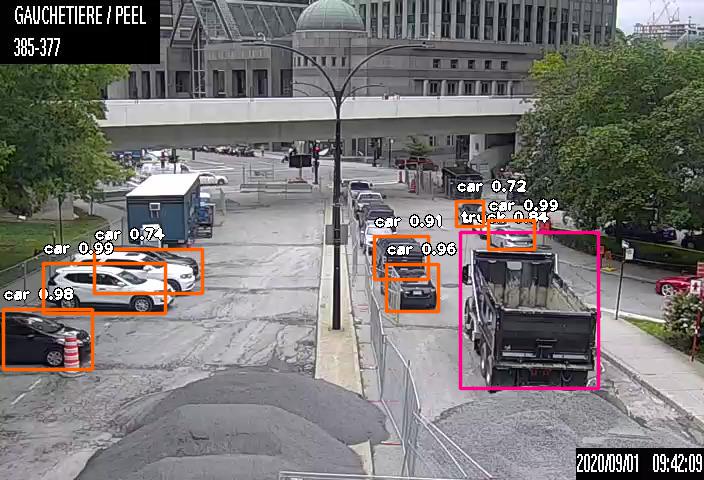 GAUCHETIERE / PEEL
385-377
car 0.72
car 0.99
truck 0.84
car 0.91
car 0.74
car 0.96
car 0.99
car 0.98
2020/09/01 09:42:09